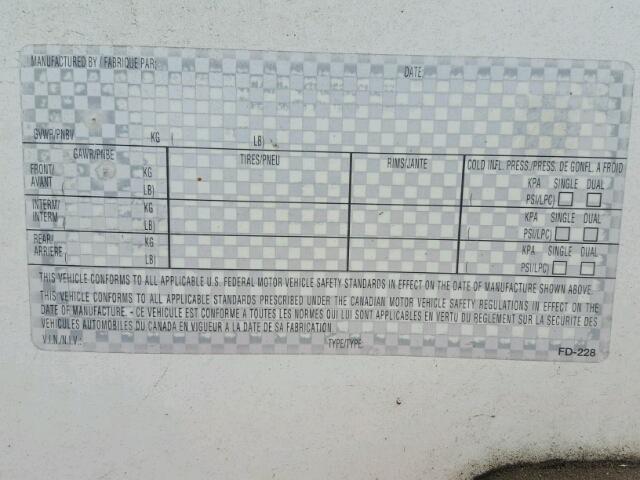 MANUFACTURED BY / FABRIQUE PAR: DATE:
GVWR/PNBV KG ( LB)
GAWR/PNBE TIRES/PNEU RIMS/JANTE COLD INFL. PRESS./PRESS. DE GONFL. A FROID
FRONT/ KG KPA SINGLE DUAL
AVANT ( LB) ( PSI/LPC)
INTERM/ KG KPA SINGLE DUAL
INTERM ( LB) ( PSI/LPC)
REAR/ KG KPA SINGLE DUAL
ARRIERE ( LB) ( PSI/LPC)
THIS VEHICLE CONFORMS TO ALL APPLICABLE U.S. FEDERAL MOTOR VEHICLE SAFETY STANDARDS IN EFFECT ON THE DATE OF MANUFACTURE SHOWN ABOVE.
THIS VEHICLE CONFORMS TO ALL APPLICABLE STANDARDS PRESCRIBED UNDER THE CANADIAN MOTOR VEHICLE SAFETY REGULATIONS IN EFFECT ON THE
DATE OF MANUFACTURE. - CE VEHICULE EST CONFORME A TOUTES LES NORMES QUI LUI SONT APPLICABLES EN VERTU DU REGLEMENT SUR LA SECURITE DES
VEHICULES AUTOMOBILES DU CANADA EN VIGUEUR A LA DATE DE SA FABRICATION.
V.I.N./N.I.V.: TYPE/TYPE:
FD-228